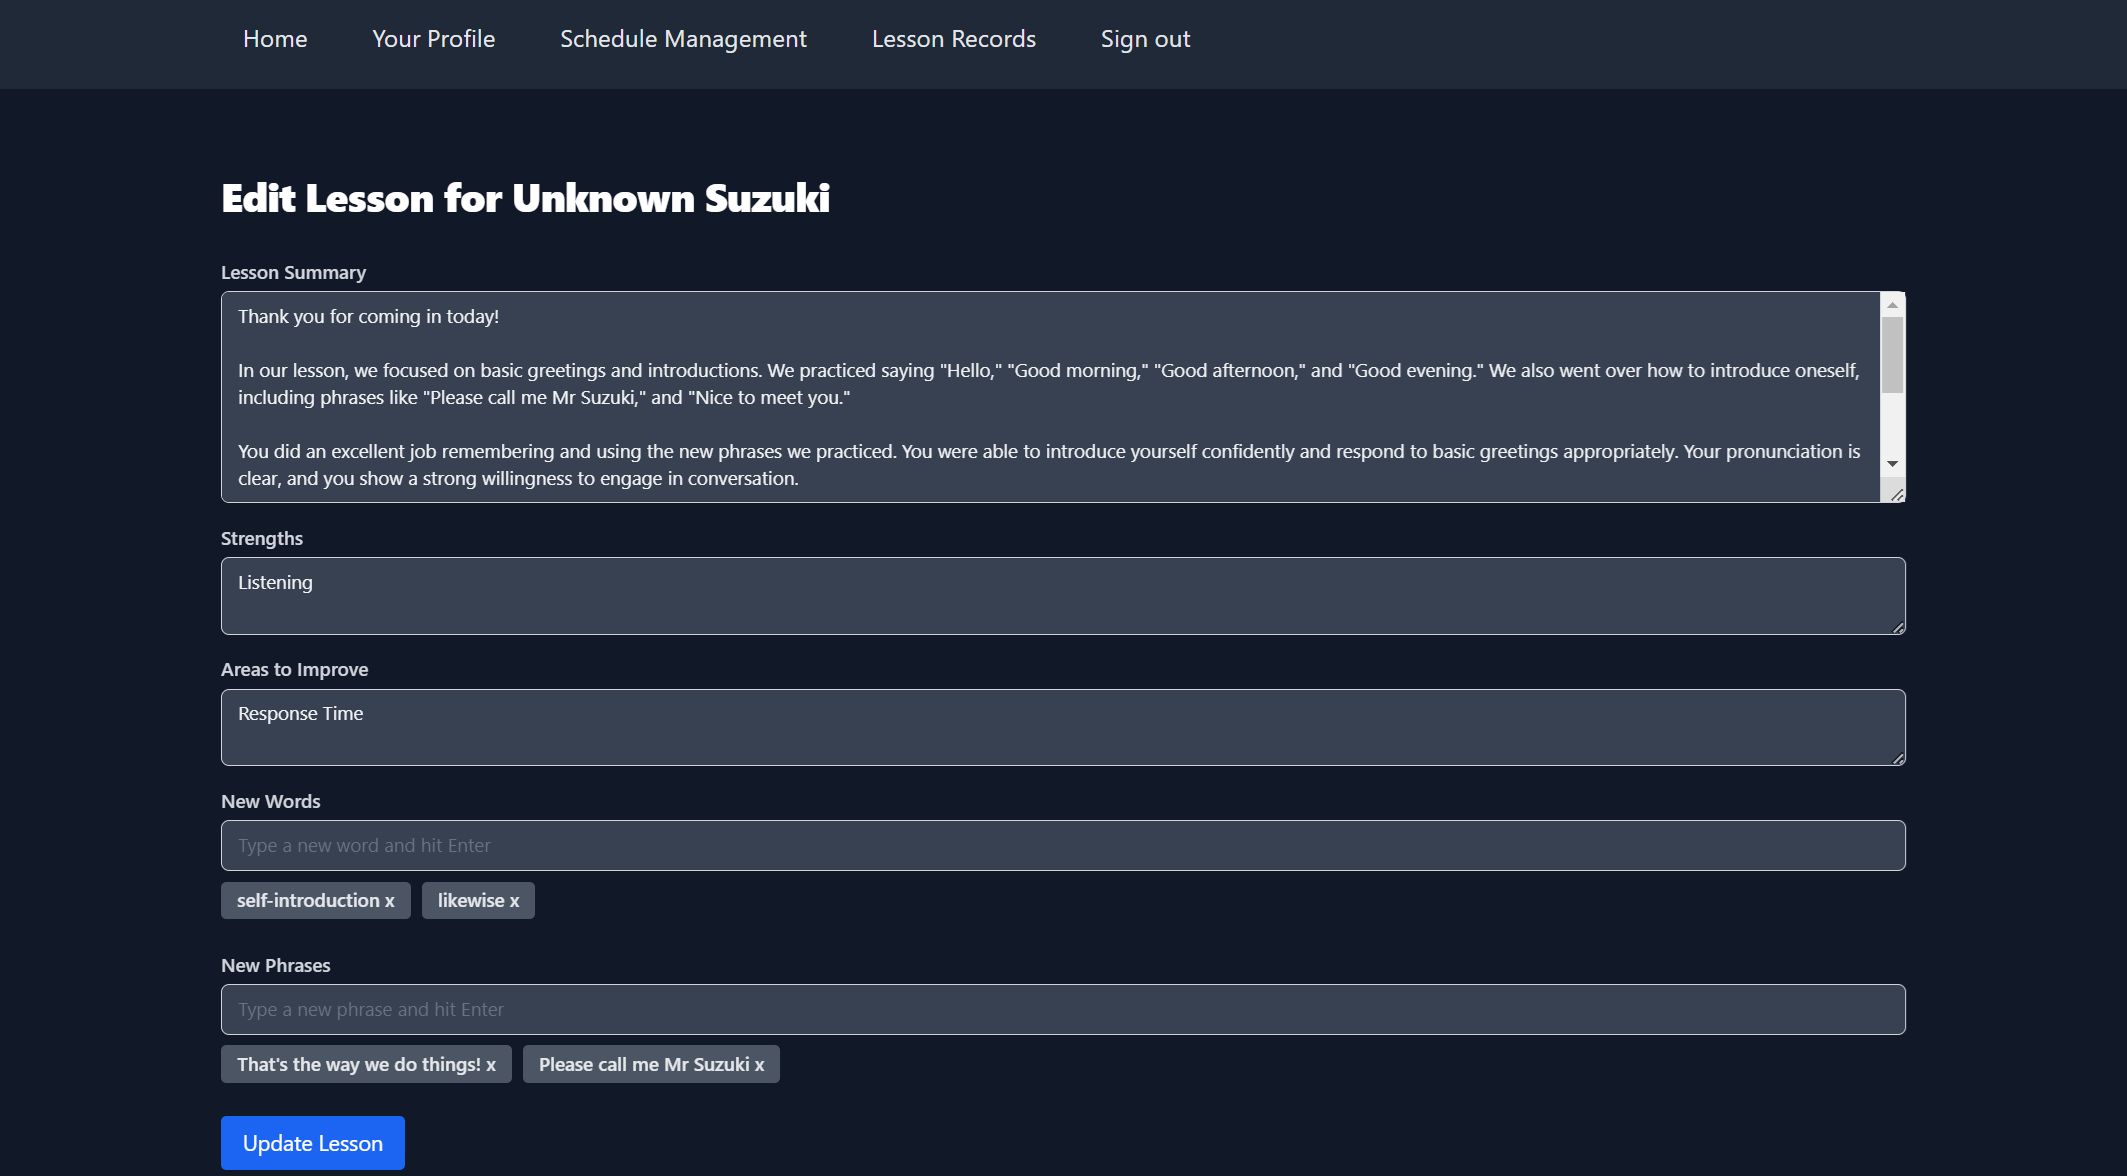 Home Your Profile Schedule Management Lesson Records Sign out
Edit Lesson for Unknown Suzuki
Lesson Summary
Thank you for coming in today!
In our lesson, we focused on basic greetings and introductions. We practiced saying "Hello," "Good morning," "Good afternoon," and "Good evening." We also went over how to introduce oneself,
including phrases like "Please call me Mr Suzuki," and "Nice to meet you."
You did an excellent job remembering and using the new phrases we practiced. You were able to introduce yourself confidently and respond to basic greetings appropriately. Your pronunciation is
clear, and you show a strong willingness to engage in conversation.
Strengths
Listening
Areas to Improve
Response Time
New Words
Type a new word and hit Enter
self-introduction x likewise x
New Phrases
Type a new phrase and hit Enter
That's the way we do things! x Please call me Mr Suzuki x
Update Lesson